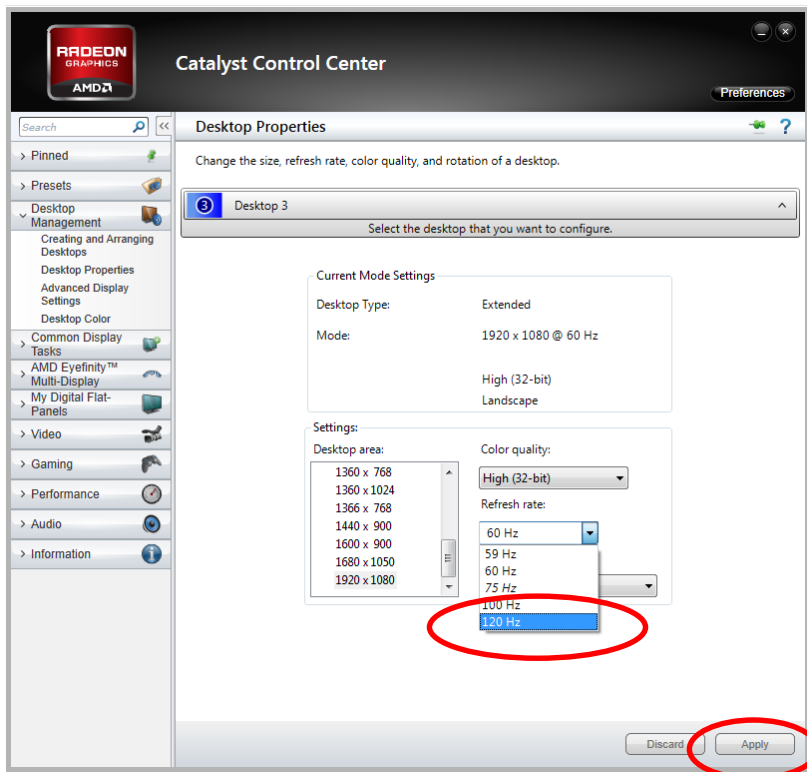 RADEON
GRAPHICS
AMD
Catalyst Control Center
Preferences
Search
<<
Desktop Properties
?
Pinned
Presets
Desktop
Management
Creating and Arranging
Desktops
Desktop Properties
Advanced Display
Settings
Desktop Color
Common Display
Tasks
AMD Eyefinity™
Multi-Display
My Digital Flat-
Panels
Video
Gaming
Performance
Audio
Information
Change the size, refresh rate, color quality, and rotation of a desktop.
3 Desktop 3
Select the desktop that you want to configure.
Current Mode Settings
Desktop Type: Extended
Mode: 1920 x 1080 @ 60 Hz
High (32-bit)
Landscape
Settings:
Desktop area:
1360 x 768
1360 x 1024
1366 x 768
1440 x 900
1600 x 900
1680 x 1050
1920 x 1080
Color quality:
High (32-bit)
Refresh rate:
60 Hz
59 Hz
60 Hz
75 Hz
100 Hz
120 Hz
Discard
Apply